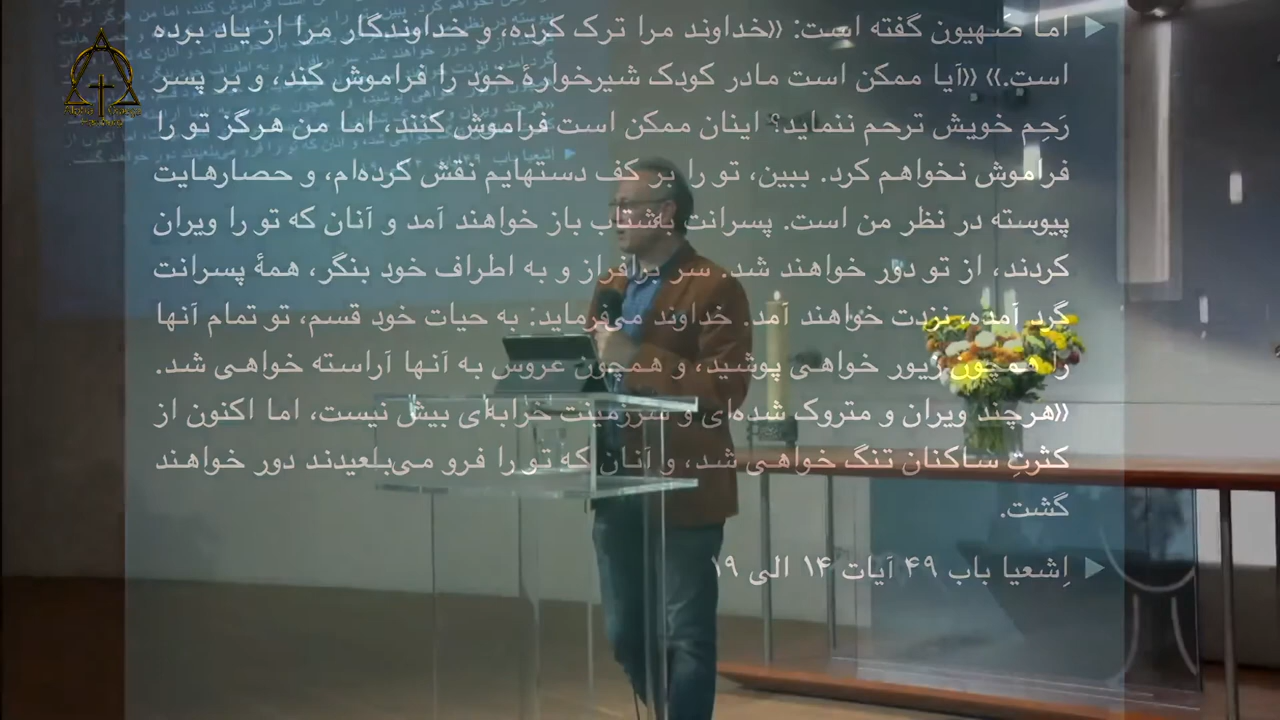 اما صَهیون گفته است: «خداوند مرا ترک کرده، و خداوندگار مرا از یاد برده
است.» «آیا ممکن است مادر کودک شیرخوارهٔ خود را فراموش کند، و بر پسر
رَحِم خویش ترحم ننماید؟ اینان ممکن است فراموش کنند، اما من هرگز تو را
فراموش نخواهم کرد. ببین، تو را بر کف دستهایم نقش کرده‌ام، و حصارهایت
پیوسته در نظر من است. پسرانت به‌شتاب باز خواهند آمد و آنان که تو را ویران
کردند، از تو دور خواهند شد. سر برافراز و به اطراف خود بنگر، همهٔ پسرانت
گرد آمده، نزدت خواهند آمد. خداوند می‌فرماید: به حیات خود قسم، تو تمام آنها
را همچون زیور خواهی پوشید، و همچون عروس به آنها آراسته خواهی شد.
«هرچند ویران و متروک شده‌ای و سرزمینت خرابه‌ای بیش نیست، اما اکنون از
کثرتِ ساکنان تنگ خواهی شد، و آنان که تو را فرو می‌بلعیدند دور خواهند
گشت.
اِشعیا باب ۴۹ آیات ۱۴ الی ۱۹